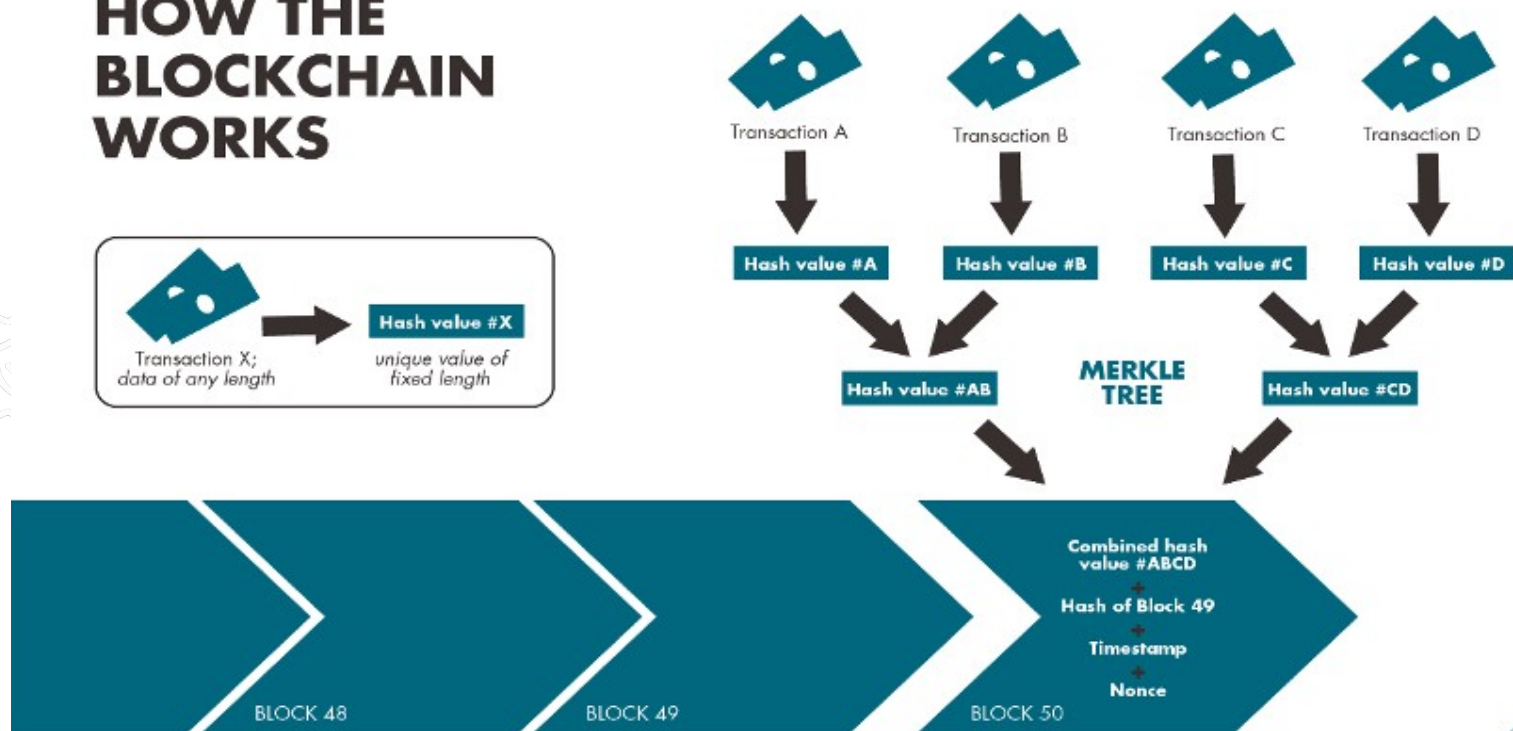 HOW THE
BLOCKCHAIN
WORKS
Transaction X;
data of any length
Hash value #X
unique value of
fixed length
Transaction A
Transaction B
Transaction C
Transaction D
Hash value #A
Hash value #B
Hash value #C
Hash value #D
Hash value #AB
MERKLE
TREE
Hash value #CD
BLOCK 48
BLOCK 49
Combined hash
value #ABCD
+
Hash of Block 49
+
Timestamp
+
Nonce
BLOCK 50